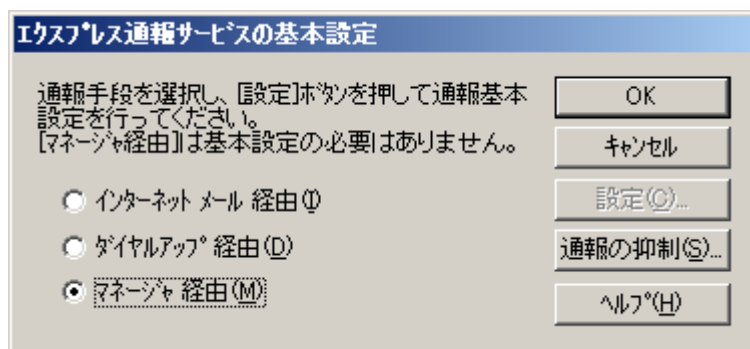 ｴｸｽﾌﾟﾚｽ通報ｻｰﾋﾞｽの基本設定
通報手段を選択し、[設定]ﾎﾞﾀﾝを押して通報基本
設定を行ってください。
[ﾏﾈｰｼﾞｬ経由]は基本設定の必要はありません。
ｲﾝﾀｰﾈｯﾄ ﾒｰﾙ 経由(I)
ﾀﾞｲﾔﾙｱｯﾌﾟ 経由(D)
ﾏﾈｰｼﾞｬ 経由(M)
OK
ｷｬﾝｾﾙ
設定(C)...
通報の抑制(S)...
ﾍﾙﾌﾟ(H)